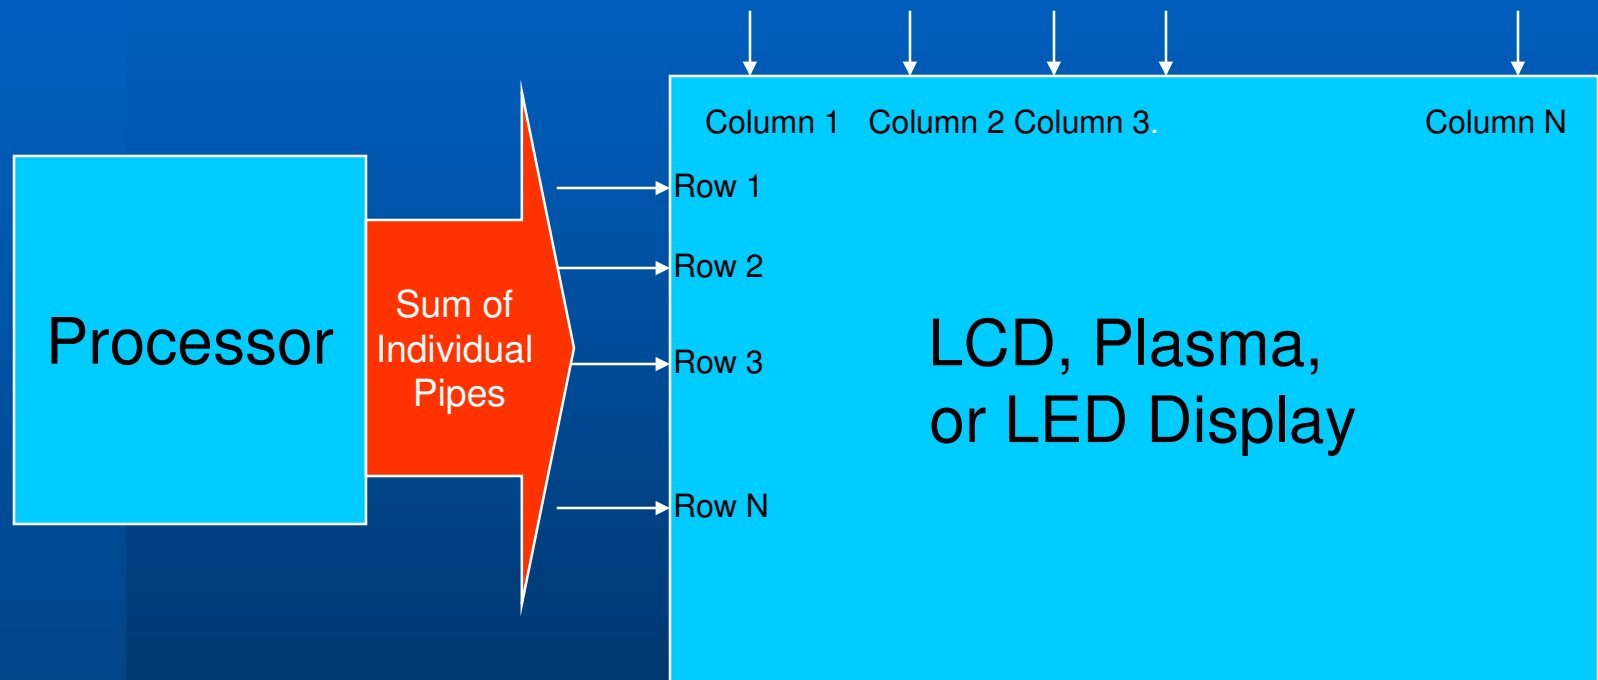 Column 1 Column 2 Column 3. Column N
Row 1
Row 2
Row 3
Row N
Processor
Sum of
Individual
Pipes
LCD, Plasma,
or LED Display